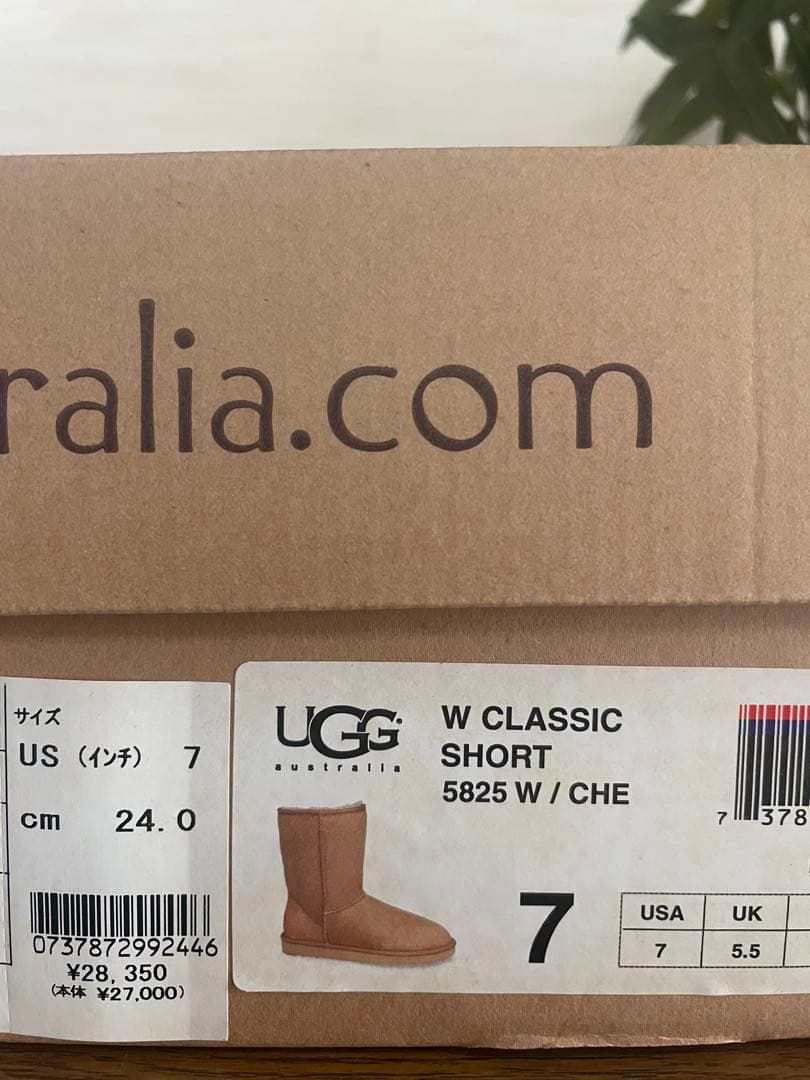 ralia.com
サイズ
US (インチ) 7
cm 24.0
0737872992446
¥28,350
(本体 ¥27,000)
UGG
australia
W CLASSIC
SHORT
5825 W / CHE
7 378
7
USA UK
7 5.5